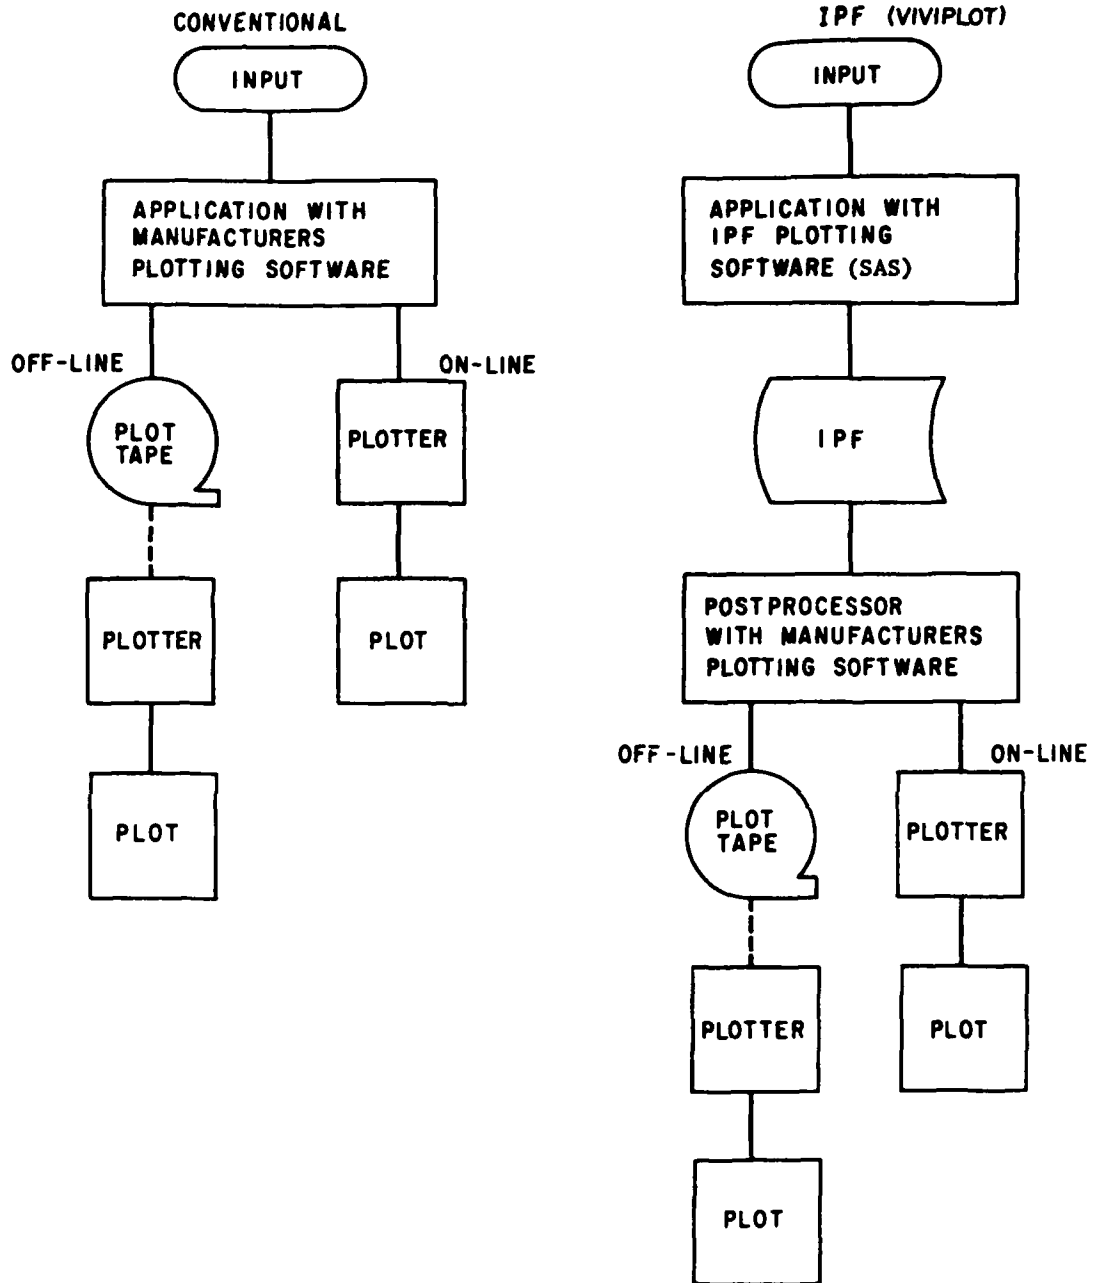 CONVENTIONAL
INPUT
APPLICATION WITH
MANUFACTURERS
PLOTTING SOFTWARE
OFF-LINE
ON-LINE
PLOT
TAPE
PLOTTER
PLOTTER
PLOT
PLOT
IPF (VIVIPLOT)
INPUT
APPLICATION WITH
IPF PLOTTING
SOFTWARE (SAS)
IPF
POSTPROCESSOR
WITH MANUFACTURERS
PLOTTING SOFTWARE
OFF-LINE
ON-LINE
PLOT
TAPE
PLOTTER
PLOTTER
PLOT
PLOT